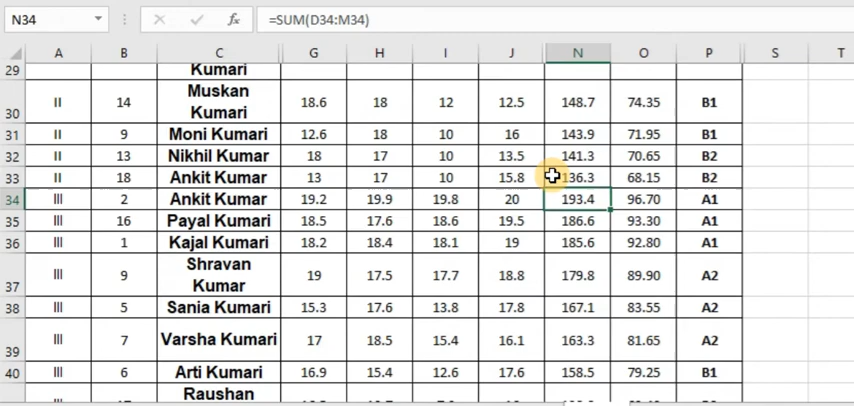 N34 fx =SUM(D34:M34)
A B C G H I J N O P S T
29 Kumari
30 II 14 Muskan Kumari 18.6 18 12 12.5 148.7 74.35 B1
31 II 9 Moni Kumari 12.6 18 10 16 143.9 71.95 B1
32 II 13 Nikhil Kumar 18 17 10 13.5 141.3 70.65 B2
33 II 18 Ankit Kumar 13 17 10 15.8 136.3 68.15 B2
34 III 2 Ankit Kumar 19.2 19.9 19.8 20 193.4 96.70 A1
35 III 16 Payal Kumari 18.5 17.6 18.6 19.5 186.6 93.30 A1
36 III 1 Kajal Kumari 18.2 18.4 18.1 19 185.6 92.80 A1
37 III 9 Shravan Kumar 19 17.5 17.7 18.8 179.8 89.90 A2
38 III 5 Sania Kumari 15.3 17.6 13.8 17.8 167.1 83.55 A2
39 III 7 Varsha Kumari 17 18.5 15.4 16.1 163.3 81.65 A2
40 III 6 Arti Kumari 16.9 15.4 12.6 17.6 158.5 79.25 B1
Raushan